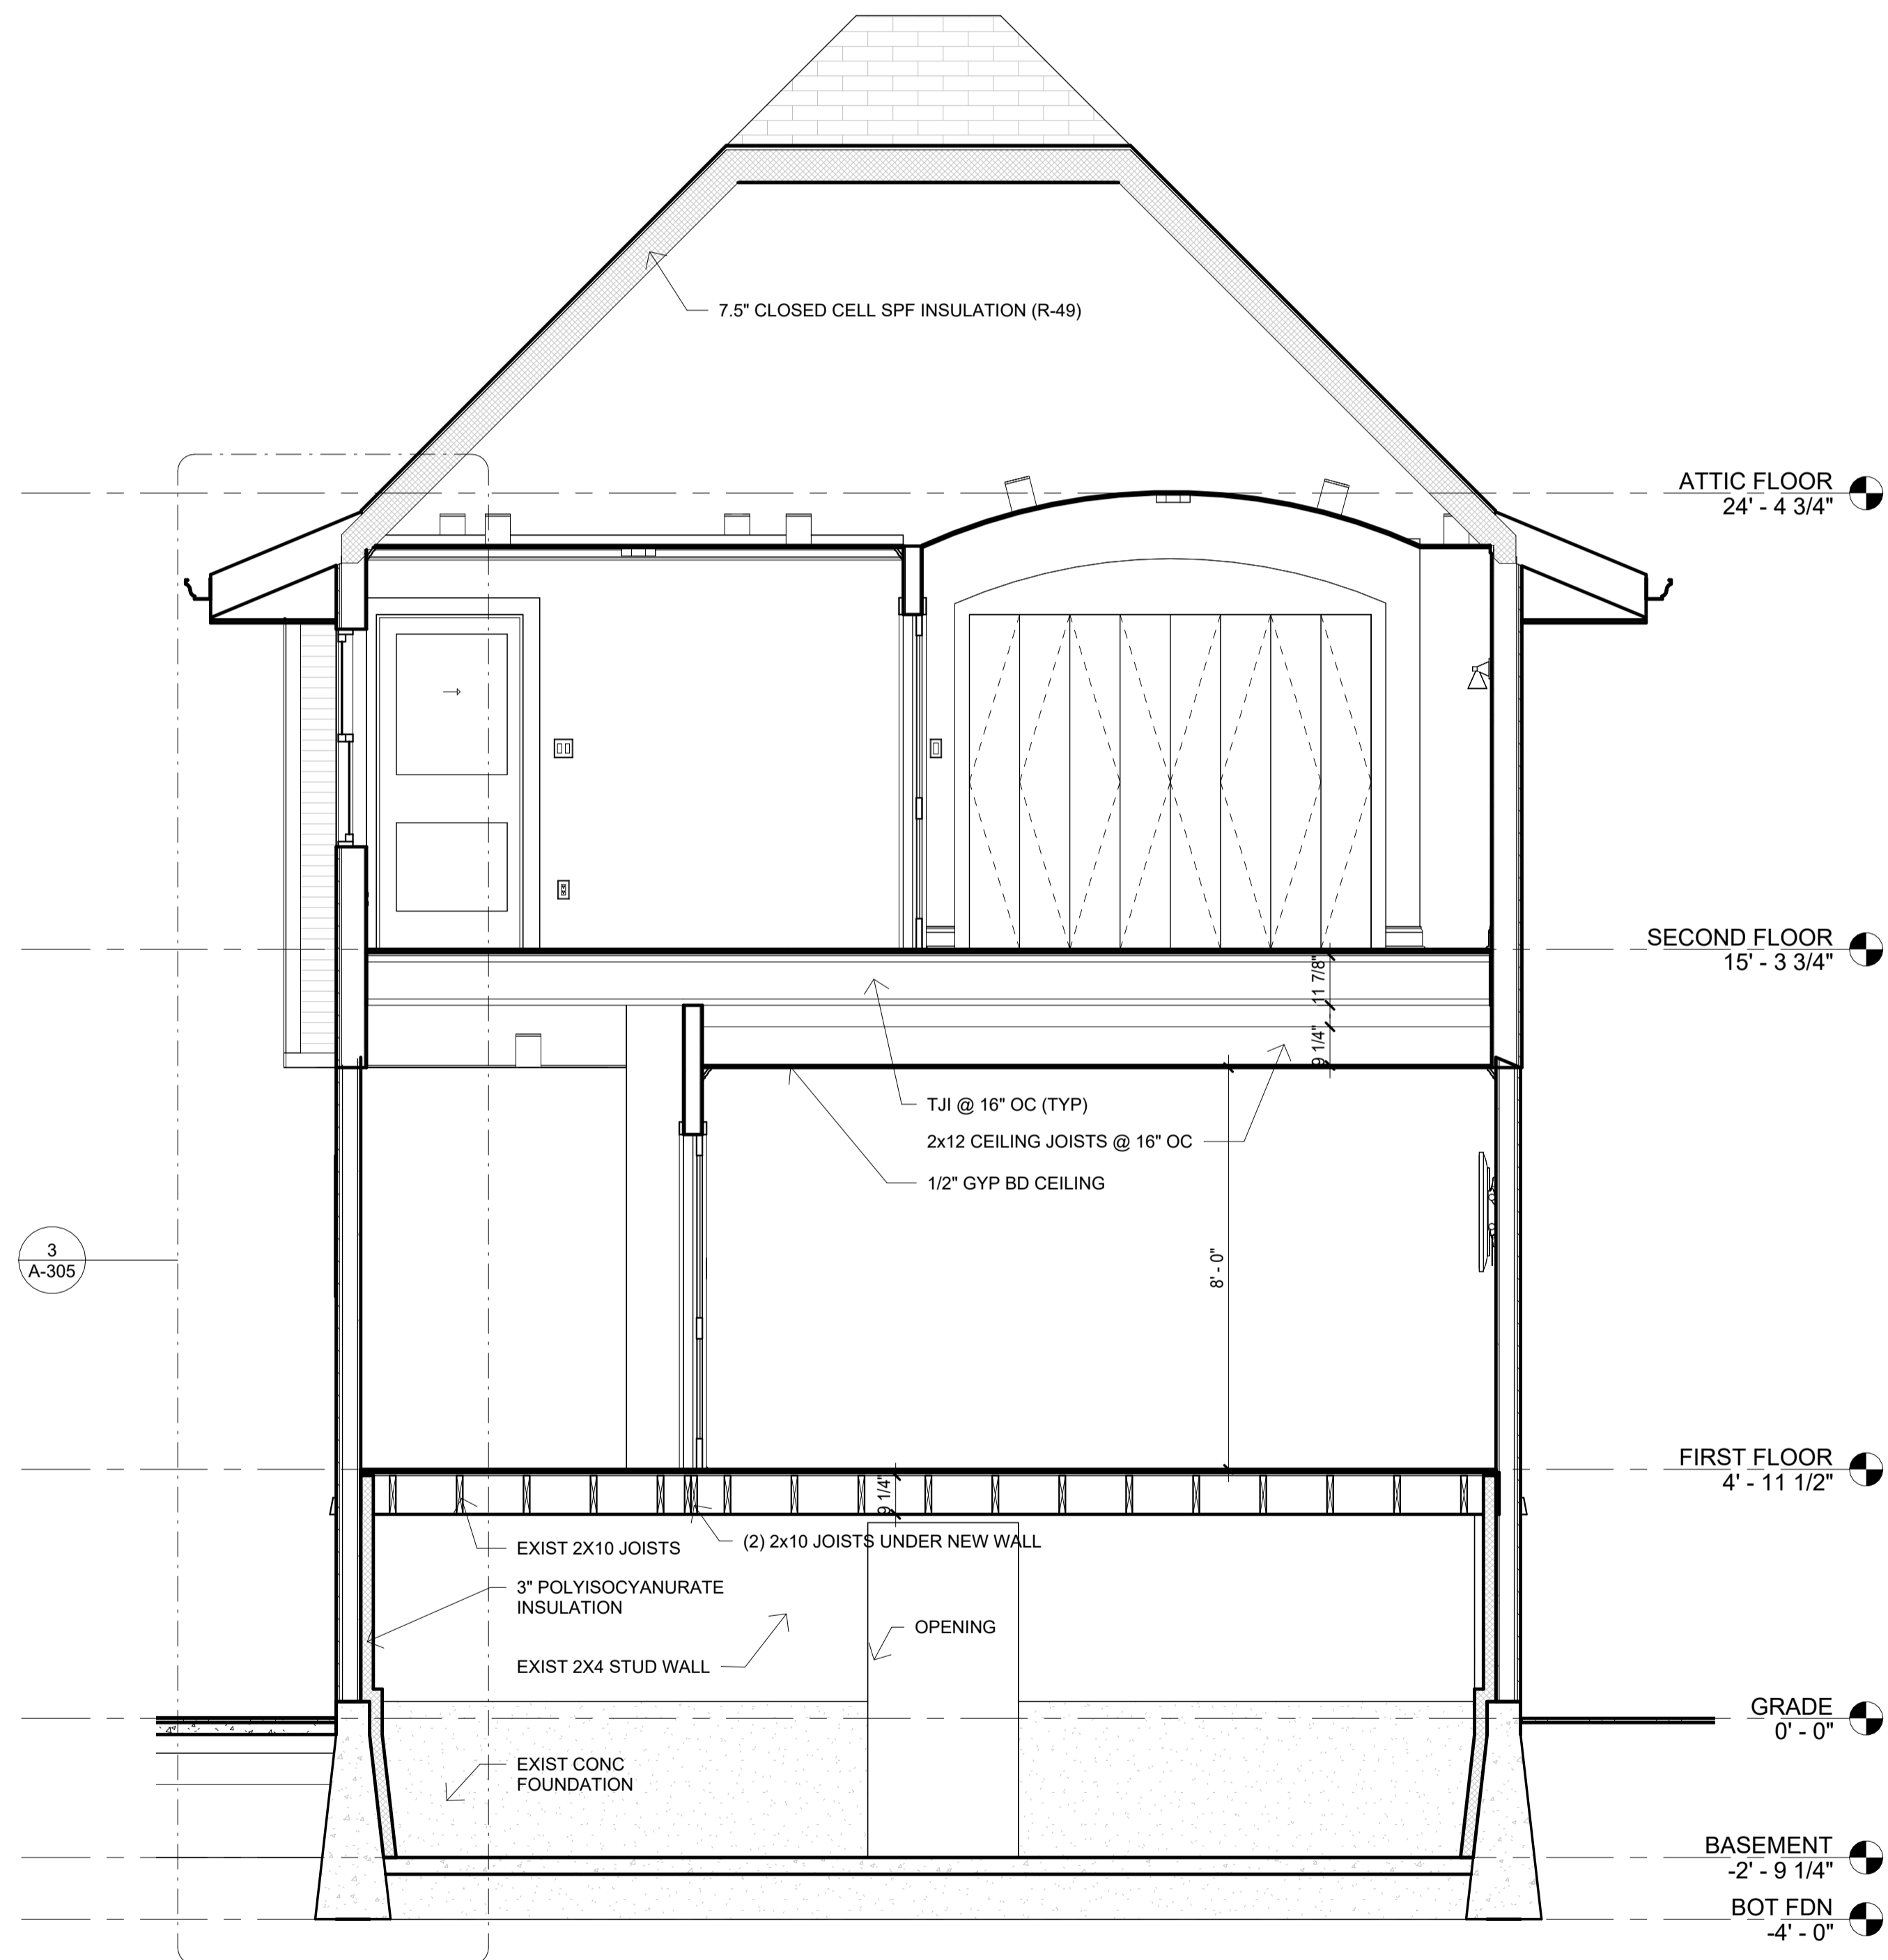 7.5" CLOSED CELL SPF INSULATION (R-49)
ATTIC FLOOR
24' - 4 3/4"
SECOND FLOOR
15' - 3 3/4"
11 7/8"
9 1/4"
TJI @ 16" OC (TYP)
2x12 CEILING JOISTS @ 16" OC
1/2" GYP BD CEILING
3
A-305
8' - 0"
FIRST FLOOR
4' - 11 1/2"
9 1/4"
EXIST 2X10 JOISTS
(2) 2x10 JOISTS UNDER NEW WALL
3" POLYISOCYANURATE
INSULATION
OPENING
EXIST 2X4 STUD WALL
GRADE
0' - 0"
EXIST CONC
FOUNDATION
BASEMENT
-2' - 9 1/4"
BOT FDN
-4' - 0"